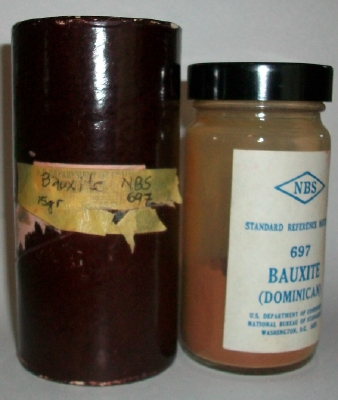 Bauxite NBS
15gr 697
NBS
STANDARD REFERENCE
697
BAUXITE
(DOMINICAN)
U.S. DEPARTMENT OF
NATIONAL BUREAU OF
WASHINGTON, D.C.